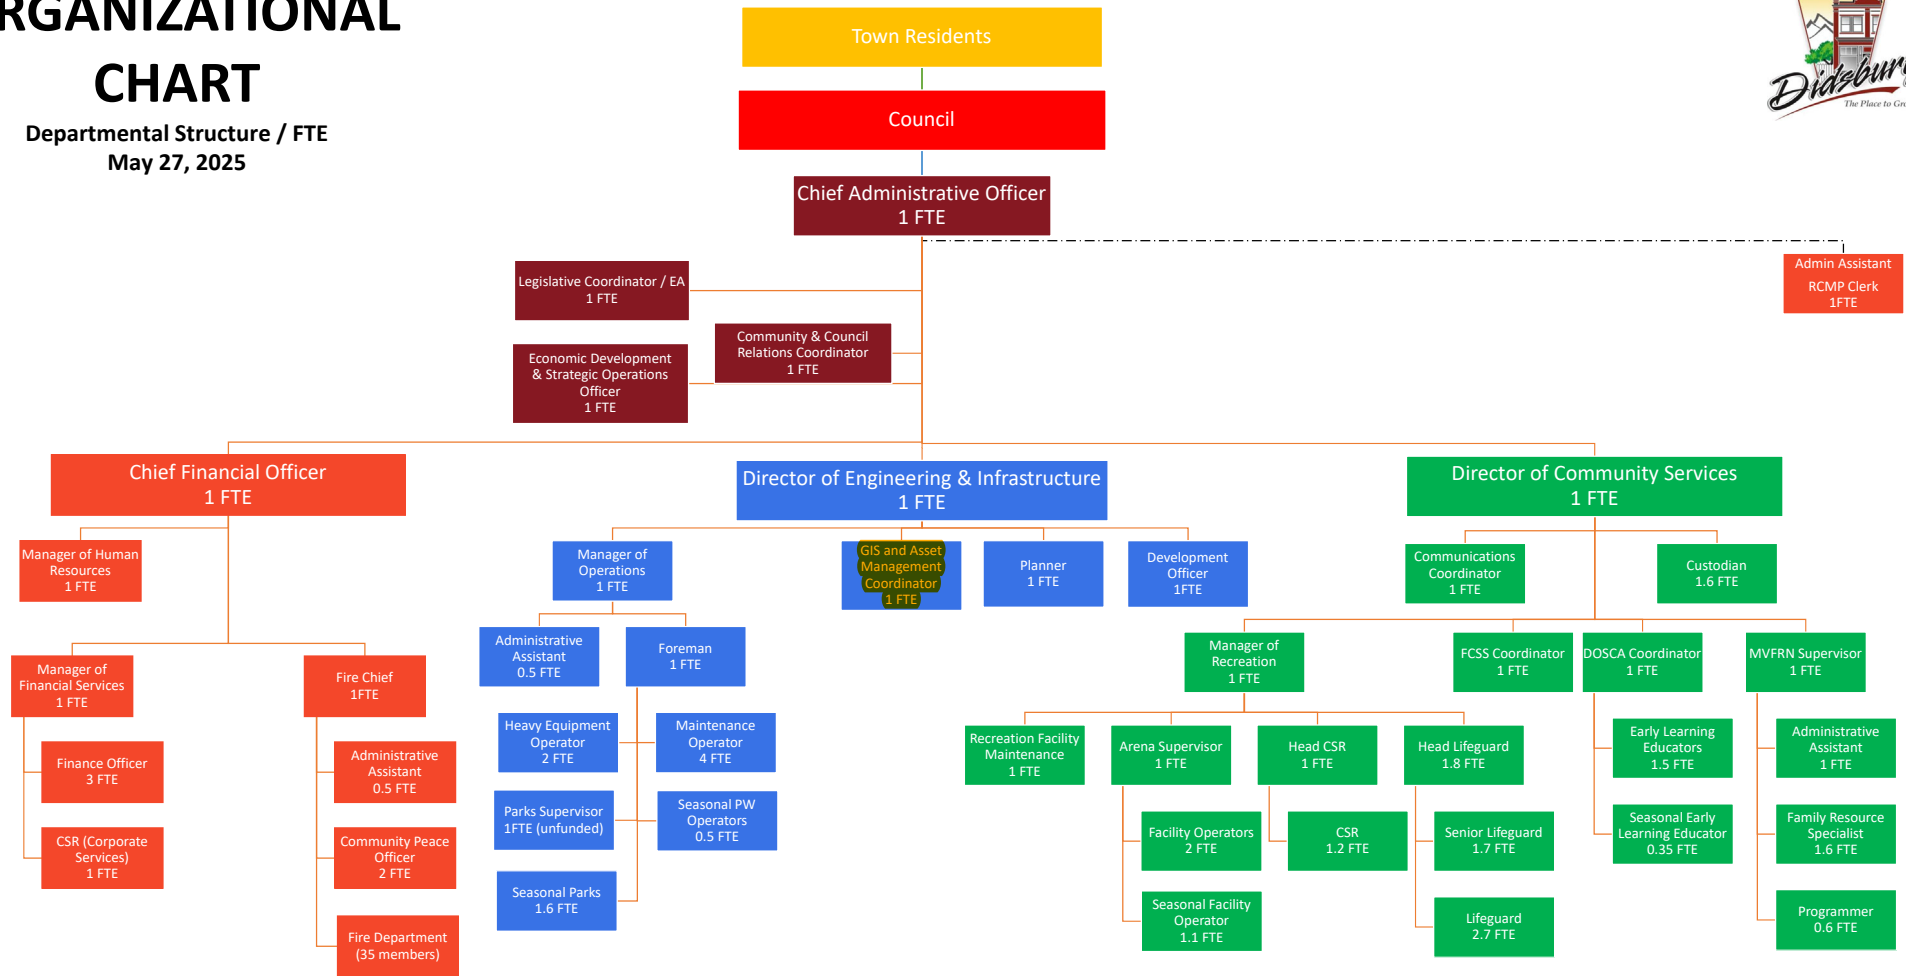 RGANIZATIONAL
CHART
Departmental Structure / FTE
May 27, 2025
Didsbury
The Place to
Town Residents
Council
Chief Administrative Officer
1 FTE
Admin Assistant
RCMP Clerk
1FTE
Legislative Coordinator / EA
1 FTE
Community & Council
Relations Coordinator
1 FTE
Economic Development
& Strategic Operations
Officer
1 FTE
Chief Financial Officer
1 FTE
Director of Engineering & Infrastructure
1 FTE
Director of Community Services
1 FTE
Manager of Human
Resources
1 FTE
Manager of
Operations
1 FTE
GIS and Asset
Management
Coordinator
1 FTE
Planner
1 FTE
Development
Officer
1FTE
Communications
Coordinator
1 FTE
Custodian
1.6 FTE
Manager of
Financial Services
1 FTE
Fire Chief
1FTE
Administrative
Assistant
0.5 FTE
Foreman
1 FTE
Manager of
Recreation
1 FTE
FCSS Coordinator
1 FTE
DOSCA Coordinator
1 FTE
MVFRN Supervisor
1 FTE
Finance Officer
3 FTE
Administrative
Assistant
0.5 FTE
Heavy Equipment
Operator
2 FTE
Maintenance
Operator
4 FTE
Recreation Facility
Maintenance
1 FTE
Arena Supervisor
1 FTE
Head CSR
1 FTE
Head Lifeguard
1.8 FTE
Early Learning
Educators
1.5 FTE
Administrative
Assistant
1 FTE
CSR (Corporate
Services)
1 FTE
Community Peace
Officer
2 FTE
Parks Supervisor
1FTE (unfunded)
Seasonal PW
Operators
0.5 FTE
Facility Operators
2 FTE
CSR
1.2 FTE
Senior Lifeguard
1.7 FTE
Seasonal Early
Learning Educator
0.35 FTE
Family Resource
Specialist
1.6 FTE
Fire Department
(35 members)
Seasonal Parks
1.6 FTE
Seasonal Facility
Operator
1.1 FTE
Lifeguard
2.7 FTE
Programmer
0.6 FTE